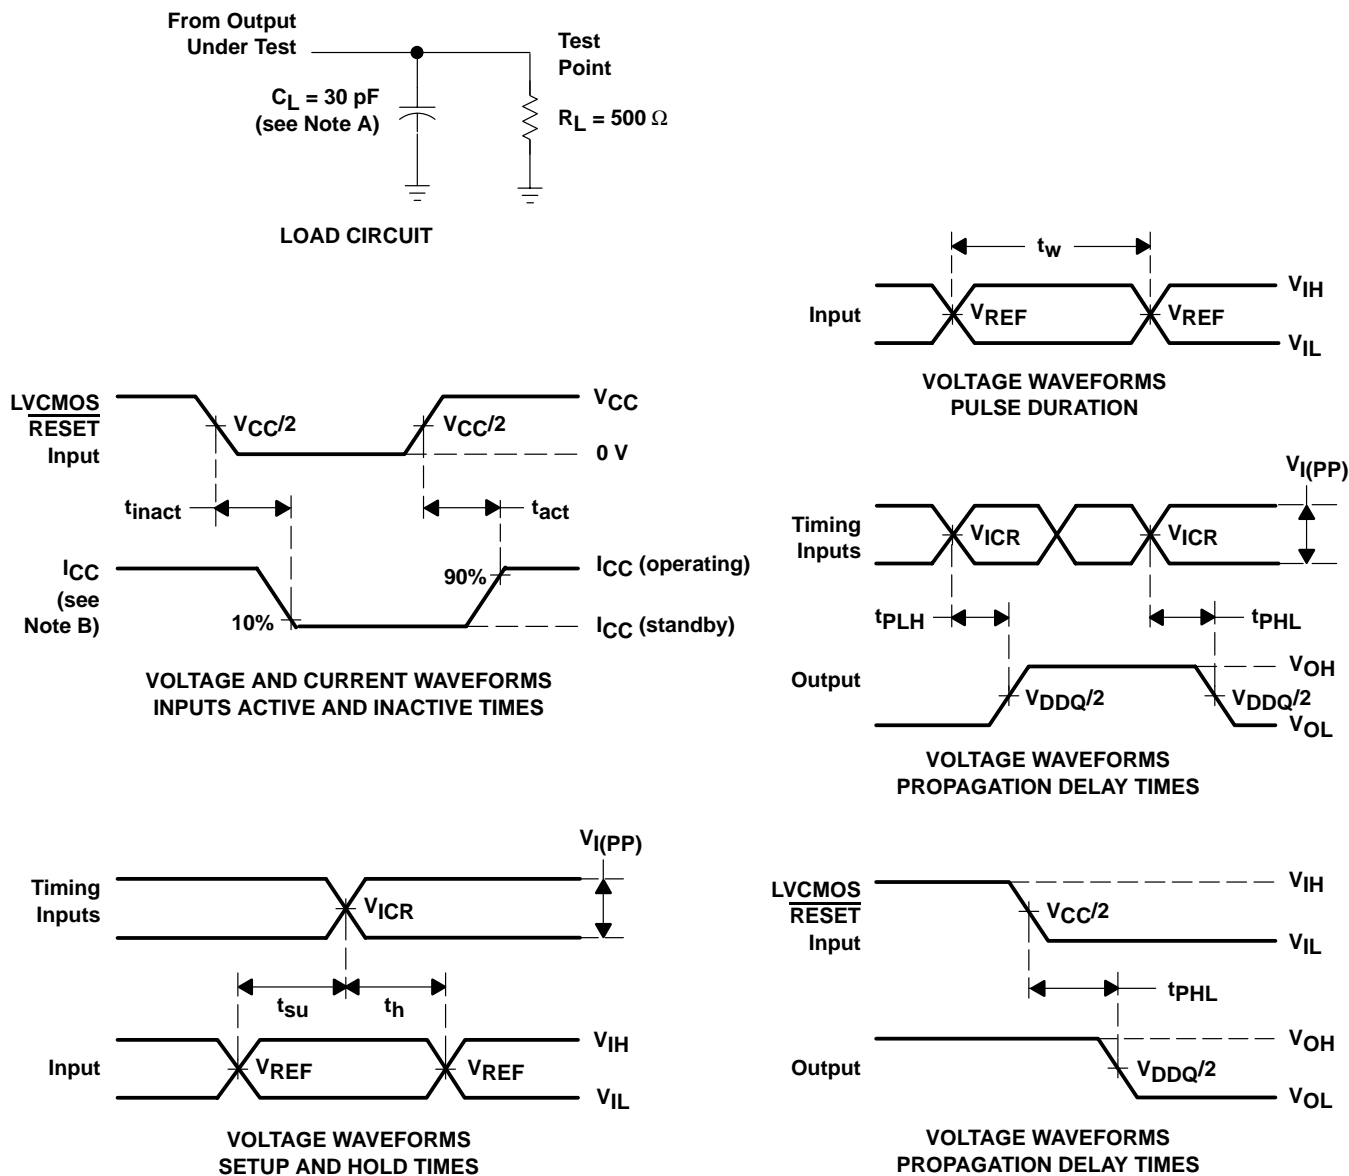 From Output
Under Test
Test
Point
CL = 30 pF
(see Note A)
RL = 500 Ω
LOAD CIRCUIT
tw
Input
VREF
VREF
VIH
VIL
VOLTAGE WAVEFORMS
PULSE DURATION
LVCMOS
RESET
Input
VCC/2
VCC/2
VCC
0 V
tinact
tact
ICC
(see
Note B)
10%
90%
ICC (operating)
ICC (standby)
VOLTAGE AND CURRENT WAVEFORMS
INPUTS ACTIVE AND INACTIVE TIMES
VI(PP)
Timing
Inputs
VICR
VICR
tPLH
tPHL
Output
VDDQ/2
VOH
VDDQ/2
VOL
VOLTAGE WAVEFORMS
PROPAGATION DELAY TIMES
VI(PP)
Timing
Inputs
VICR
tsu
th
Input
VREF
VREF
VIH
VIL
VOLTAGE WAVEFORMS
SETUP AND HOLD TIMES
LVCMOS
RESET
Input
VCC/2
VIH
VIL
tPHL
Output
VDDQ/2
VOH
VOL
VOLTAGE WAVEFORMS
PROPAGATION DELAY TIMES